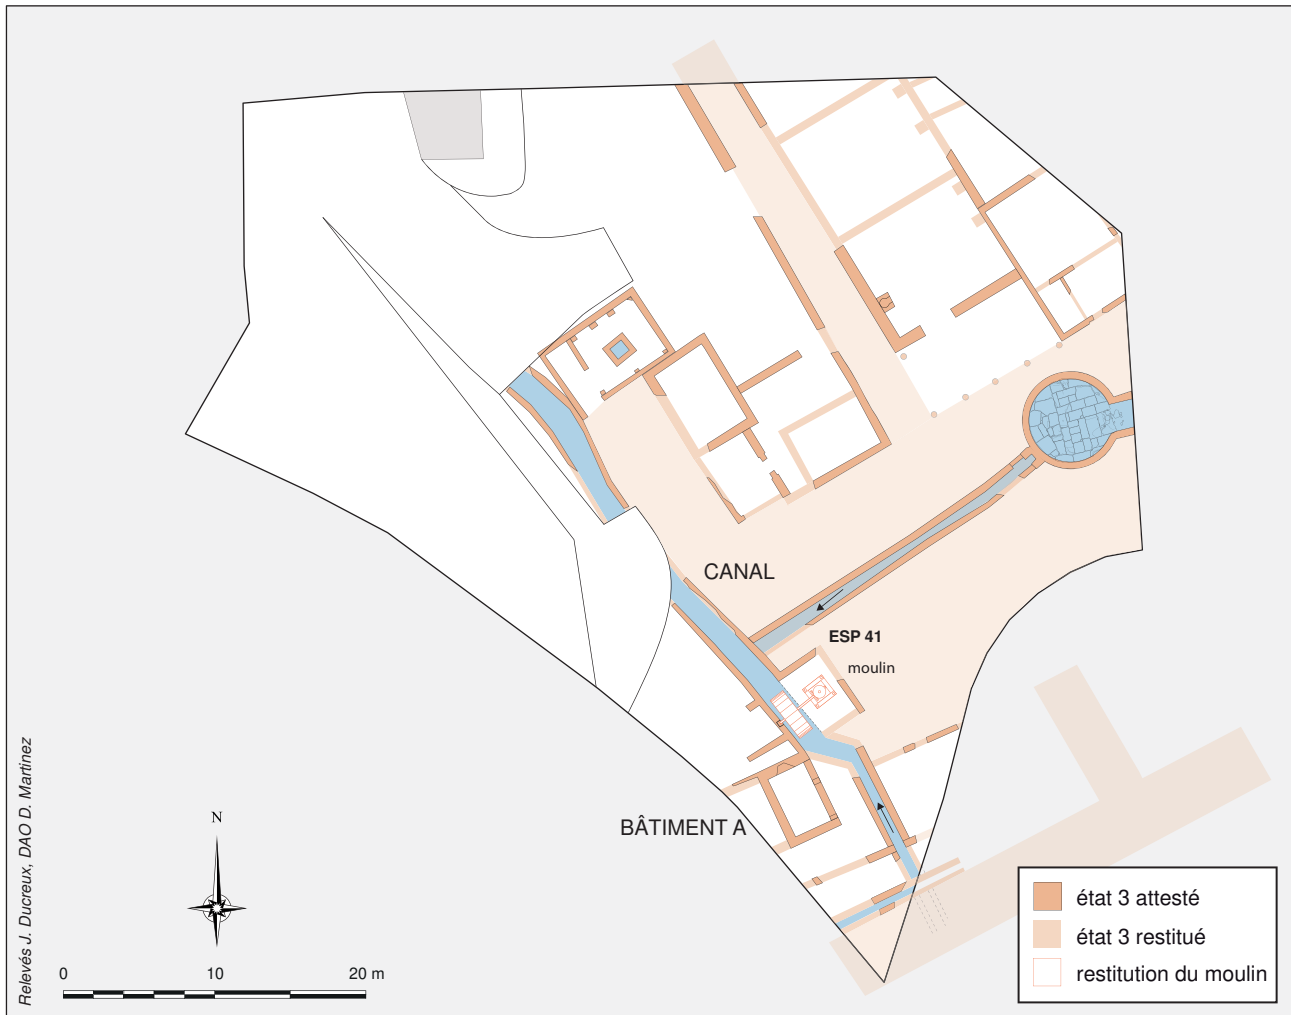 CANAL
ESP 41
moulin
BÂTIMENT A
N
0 10 20 m
Relevés J. Ducreux, DAO D. Martinez
état 3 attesté
état 3 restitué
restitution du moulin